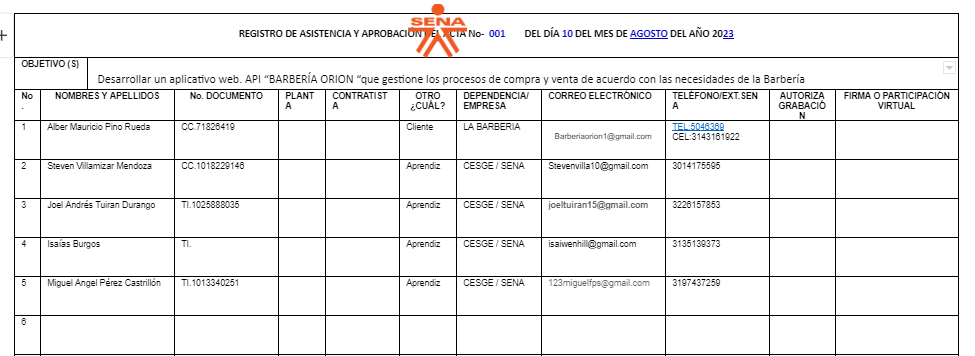 SENA
REGISTRO DE ASISTENCIA Y APROBACIÓN DEL ACTA No- 001 DEL DÍA 10 DEL MES DE AGOSTO DEL AÑO 2023
OBJETIVO (S)
Desarrollar un aplicativo web. API “BARBERÍA ORION “que gestione los procesos de compra y venta de acuerdo con las necesidades de la Barbería
No. NOMBRES Y APELLIDOS No. DOCUMENTO PLANTA CONTRATISTA OTRO ¿CUÁL? DEPENDENCIA/ EMPRESA CORREO ELECTRÓNICO TELÉFONO/EXT.SENA AUTORIZA GRABACIÓN FIRMA O PARTICIPACIÓN VIRTUAL
1 Alber Mauricio Pino Rueda CC.71826419 Cliente LA BARBERIA Barberiaorion1@gmail.com TEL:5046369
CEL:3143161922
2 Steven Villamizar Mendoza CC.1018229146 Aprendiz CESGE / SENA Stevenvilla10@gmail.com 3014175595
3 Joel Andrés Tuiran Durango TI.1025888035 Aprendiz CESGE / SENA joeltuiran15@gmail.com 3226157853
4 Isaías Burgos TI. Aprendiz CESGE / SENA isaiwenhill@gmail.com 3135139373
5 Miguel Angel Pérez Castrillón TI.1013340251 Aprendiz CESGE / SENA 123miguelfps@gmail.com 3197437259
6